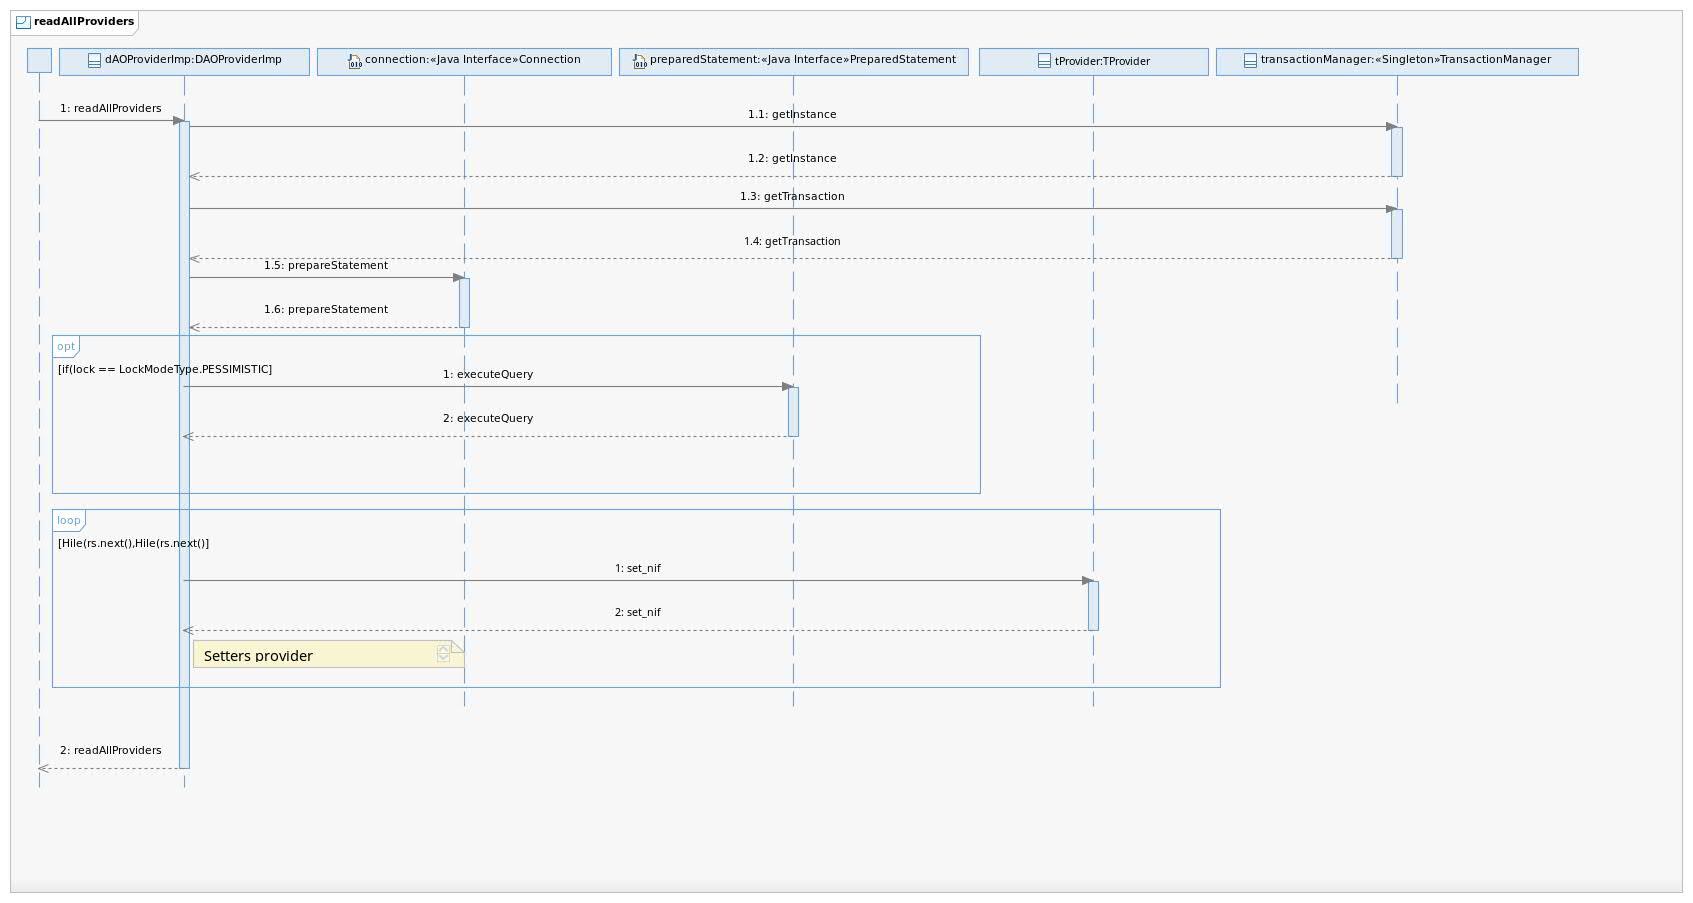 readAllProviders
dAOProviderImp:DAOProviderImp
connection:«Java Interface»Connection
preparedStatement:«Java Interface»PreparedStatement
tProvider:TProvider
transactionManager:«Singleton»TransactionManager
1: readAllProviders
1.1: getInstance
1.2: getInstance
1.3: getTransaction
1.4: getTransaction
1.5: prepareStatement
1.6: prepareStatement
opt
[if(lock == LockModeType.PESSIMISTIC]
1: executeQuery
2: executeQuery
loop
[Hile(rs.next(),Hile(rs.next()]
1: set_nif
2: set_nif
Setters provider
2: readAllProviders